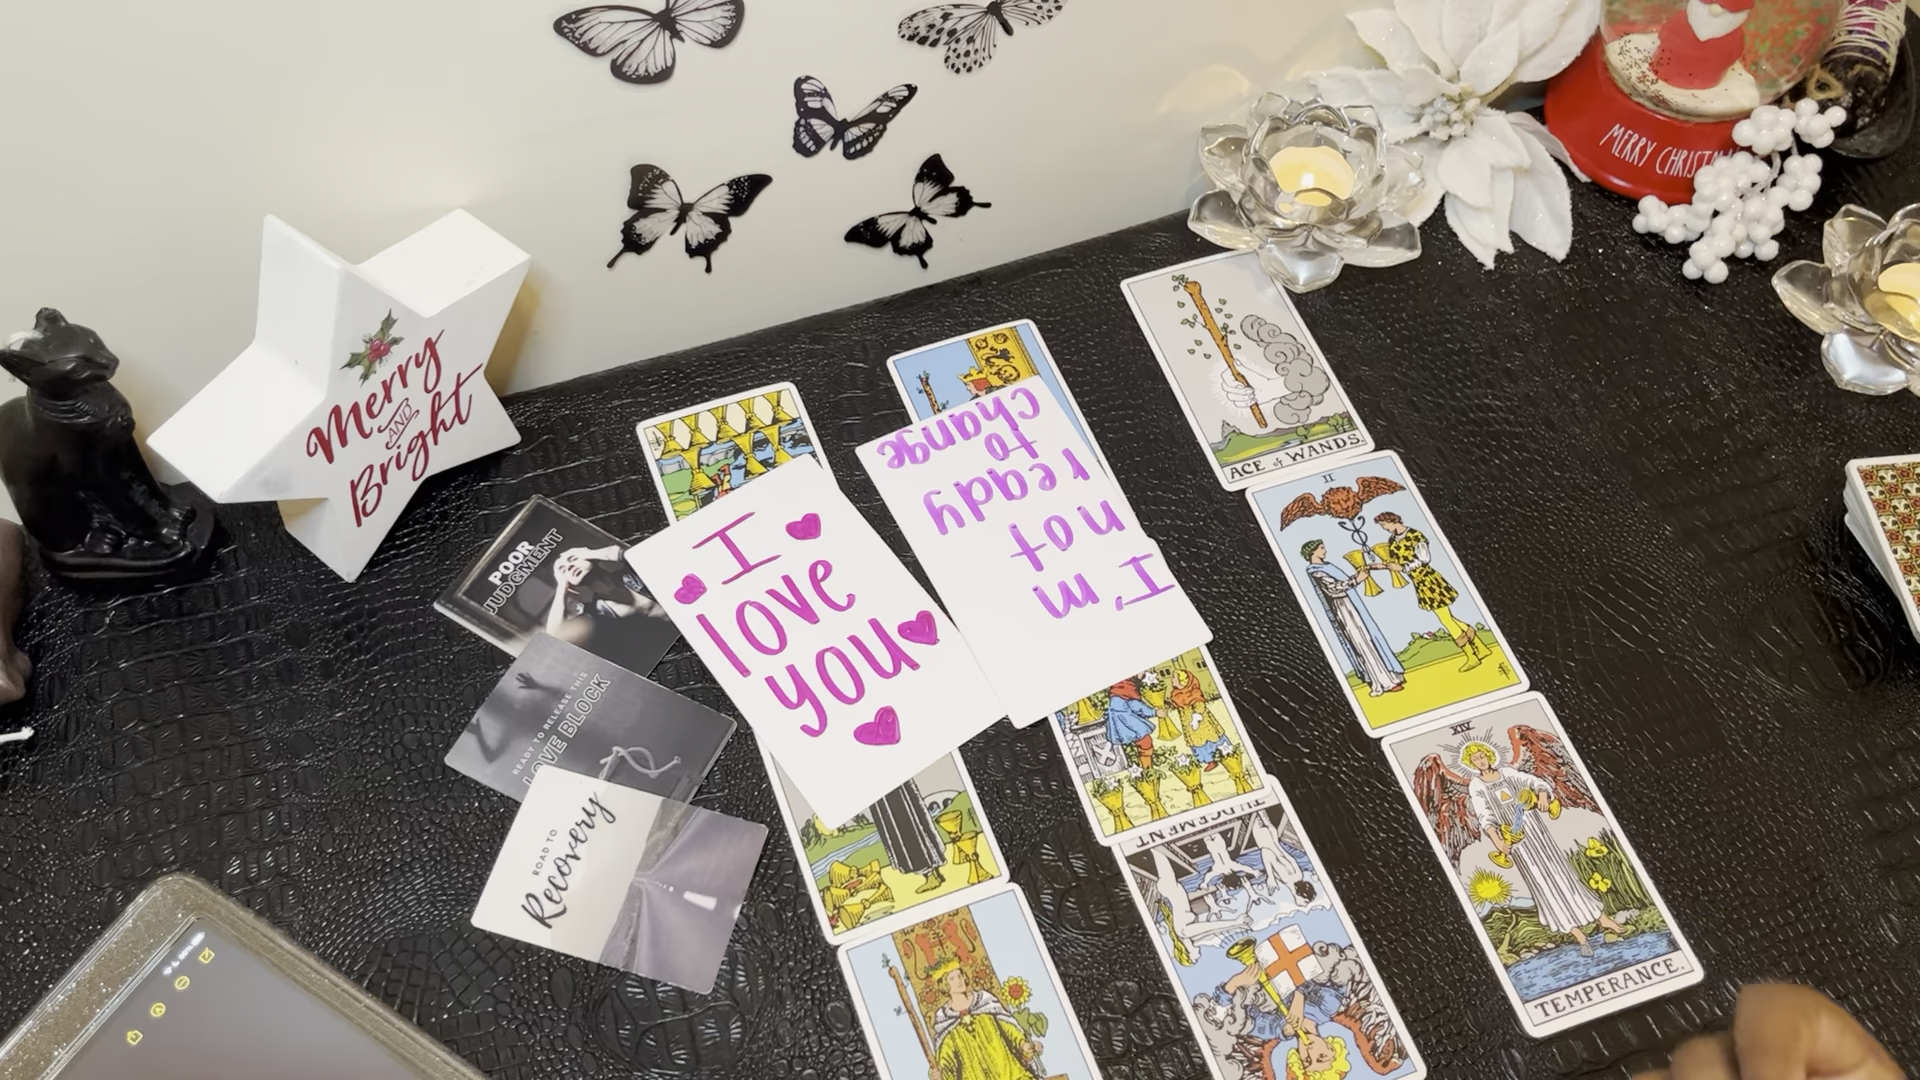 MERRY CHRISTM
Merry
AND
Bright
ACE of WANDS.
change
to
ready
not
I'm
II
POOR
JUDGMENT
I
love
you
READY TO RELEASE THIS
LOVE BLOCK
XIV
TEMPERANCE.
JUDGEMENT
ROAD TO
Recovery